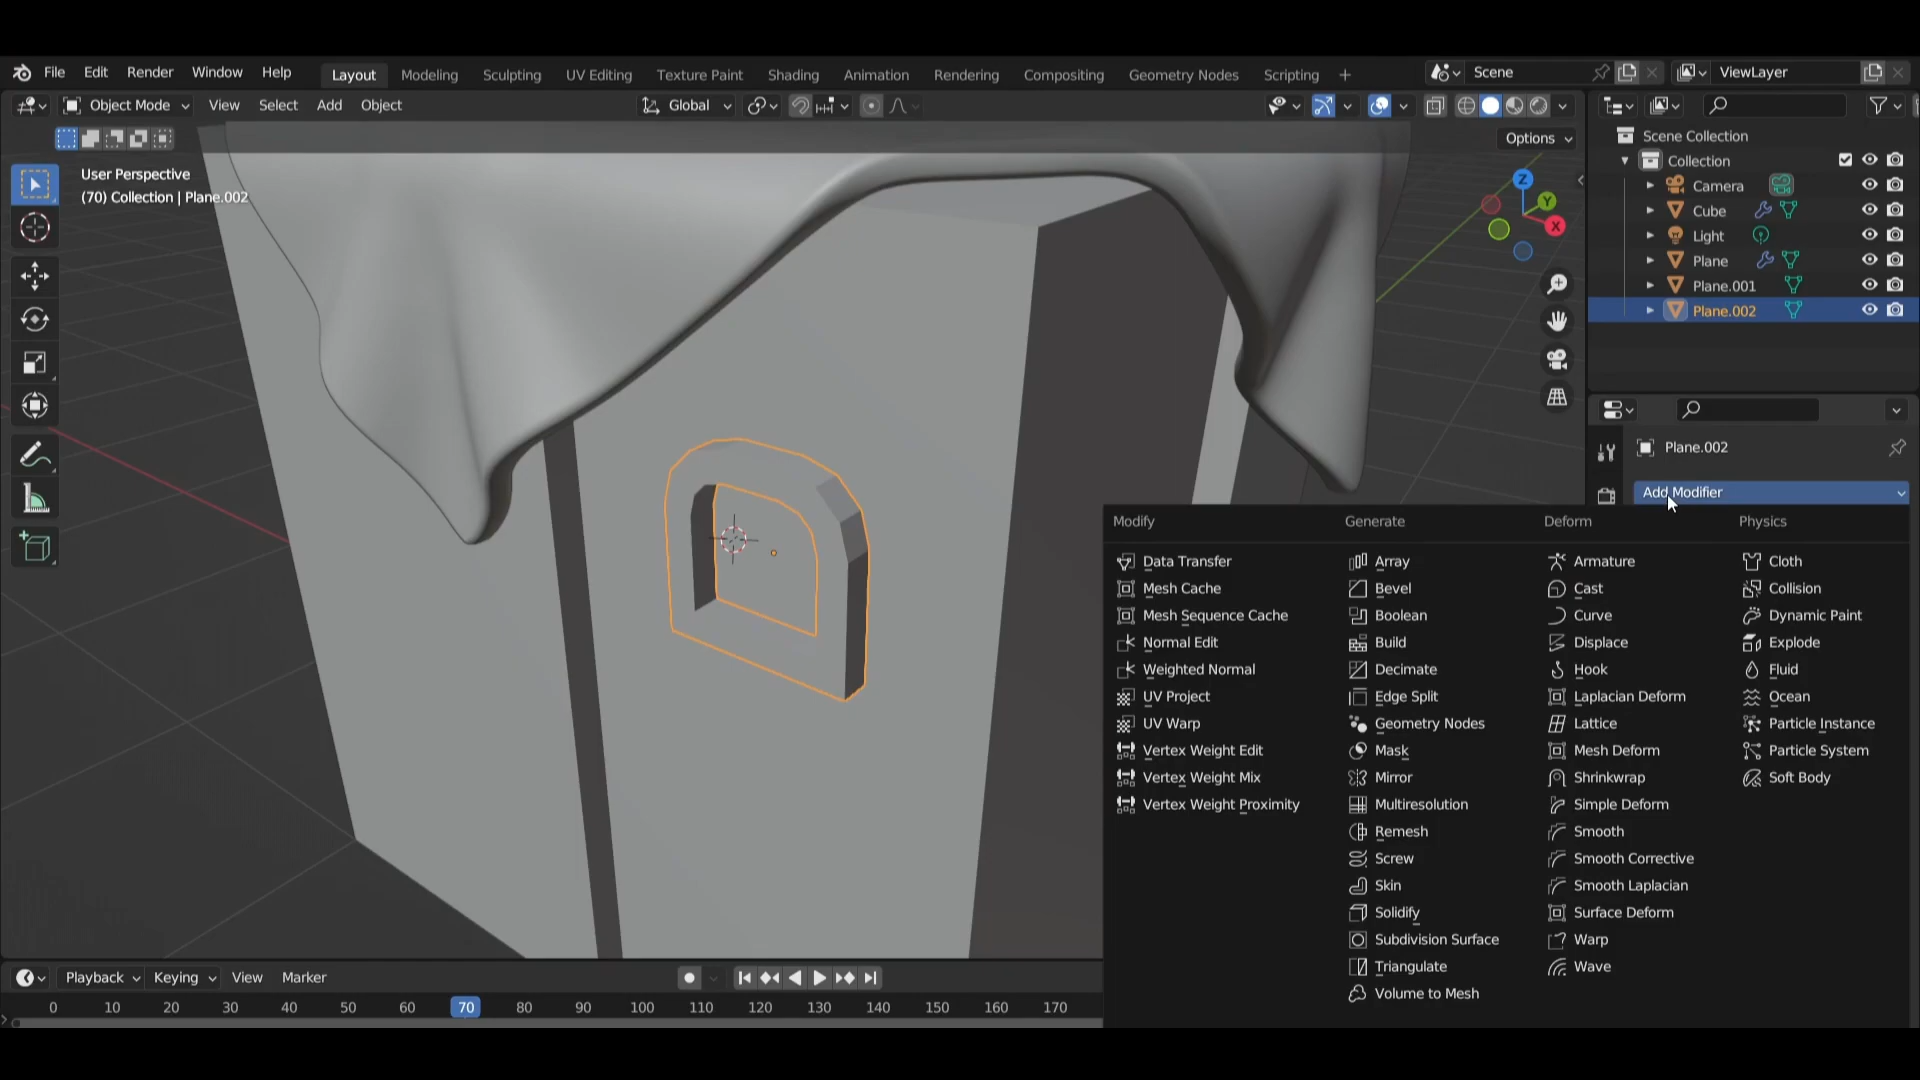 File Edit Render Window Help Layout Modeling Sculpting UV Editing Texture Paint Shading Animation Rendering Compositing Geometry Nodes Scripting + Scene ViewLayer
Object Mode View Select Add Object Global
Options
User Perspective
(70) Collection | Plane.002
Z
Y
X
Scene Collection
Collection
Camera
Cube
Light
Plane
Plane.001
Plane.002
Plane.002
Add Modifier
Modify Generate Deform Physics
Data Transfer Array Armature Cloth
Mesh Cache Bevel Cast Collision
Mesh Sequence Cache Boolean Curve Dynamic Paint
Normal Edit Build Displace Explode
Weighted Normal Decimate Hook Fluid
UV Project Edge Split Laplacian Deform Ocean
UV Warp Geometry Nodes Lattice Particle Instance
Vertex Weight Edit Mask Mesh Deform Particle System
Vertex Weight Mix Mirror Shrinkwrap Soft Body
Vertex Weight Proximity Multiresolution Simple Deform
Remesh Smooth
Screw Smooth Corrective
Skin Smooth Laplacian
Solidify Surface Deform
Subdivision Surface Warp
Triangulate Wave
Volume to Mesh
Playback Keying View Marker
0 10 20 30 40 50 60 70 80 90 100 110 120 130 140 150 160 170